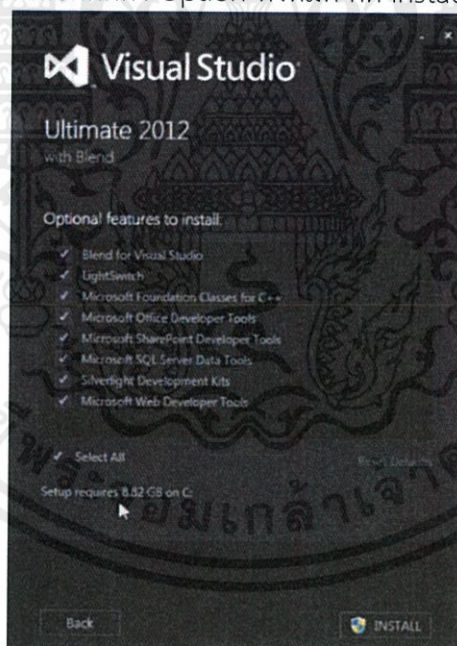 Visual Studio
Ultimate 2012
with Blend
Optional features to install:
Blend for Visual Studio
LightSwitch
Microsoft Foundation Classes for C++
Microsoft Office Developer Tools
Microsoft SharePoint Developer Tools
Microsoft SQL Server Data Tools
Silverlight Development Kits
Microsoft Web Developer Tools
Select All
Reset Defaults
Setup requires 8.82 GB on C:
Back
INSTALL